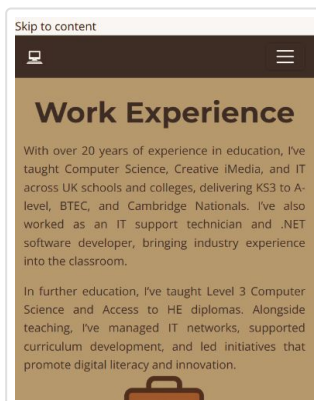 Skip to content
Work Experience
With over 20 years of experience in education, I've
taught Computer Science, Creative iMedia, and IT
across UK schools and colleges, delivering KS3 to A-
level, BTEC, and Cambridge Nationals. I've also
worked as an IT support technician and .NET
software developer, bringing industry experience
into the classroom.
In further education, I've taught Level 3 Computer
Science and Access to HE diplomas. Alongside
teaching, I've managed IT networks, supported
curriculum development, and led initiatives that
promote digital literacy and innovation.